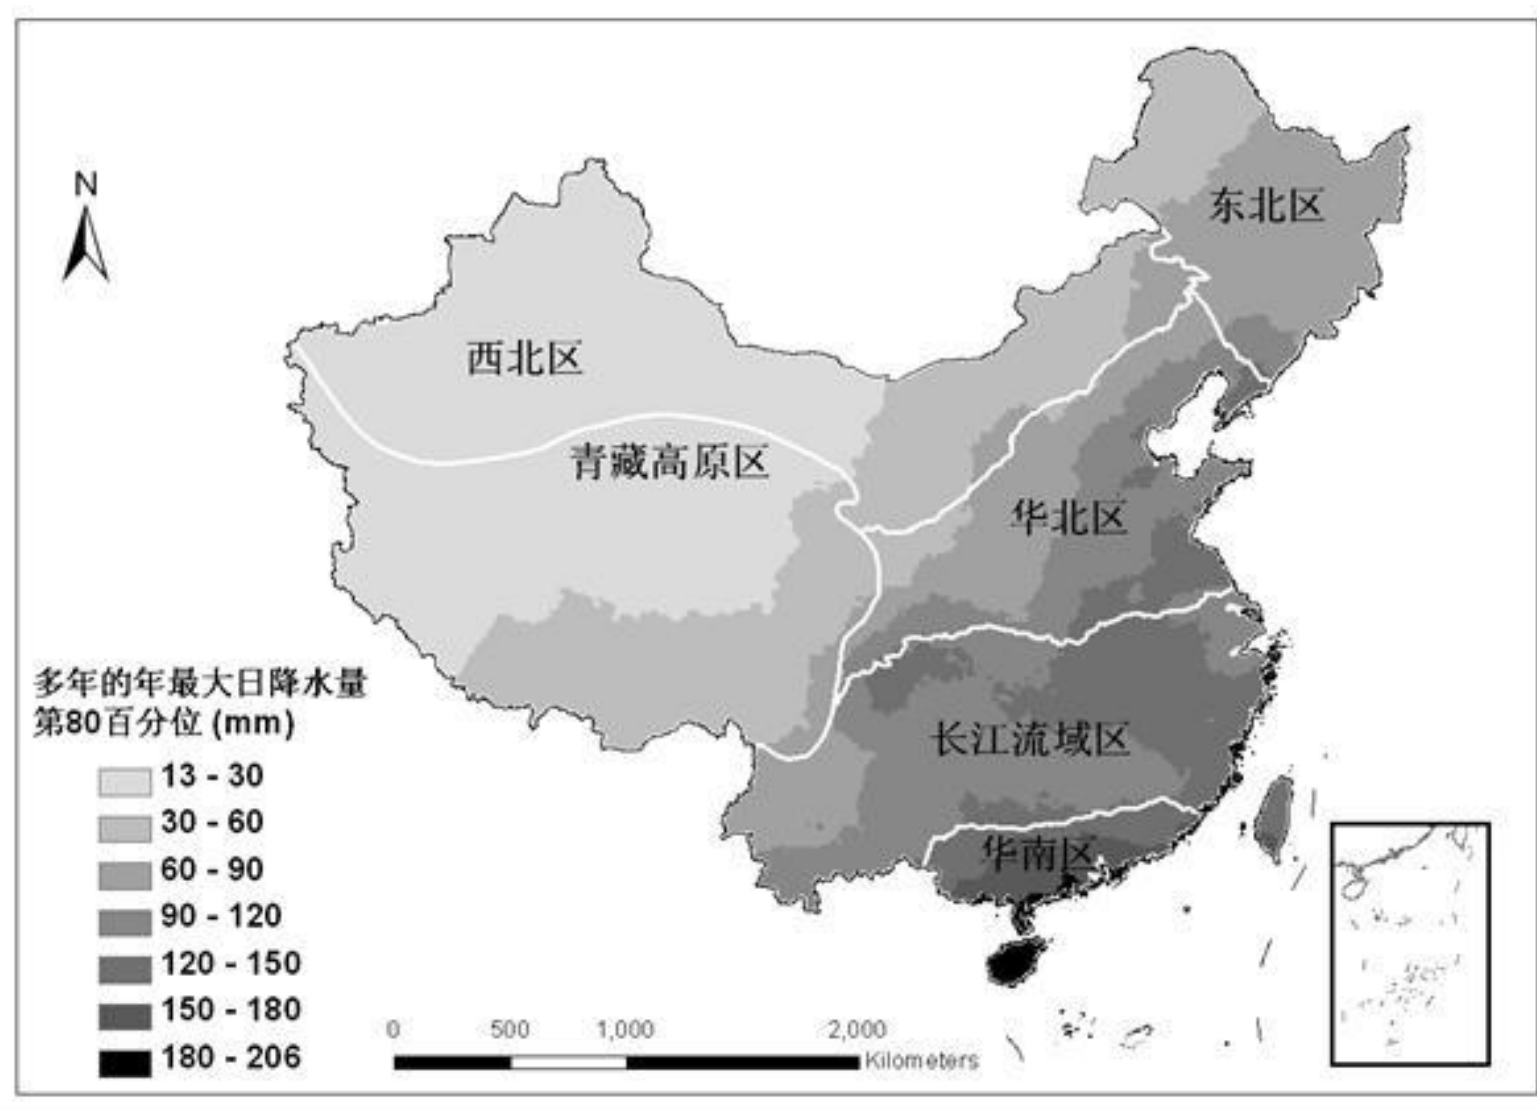 N
东北区
西北区
青藏高原区
华北区
长江流域区
华南区
多年的年最大日降水量
第80百分位 (mm)
13 - 30
30 - 60
60 - 90
90 - 120
120 - 150
150 - 180
180 - 206
0 500 1,000 2,000
Kilometers